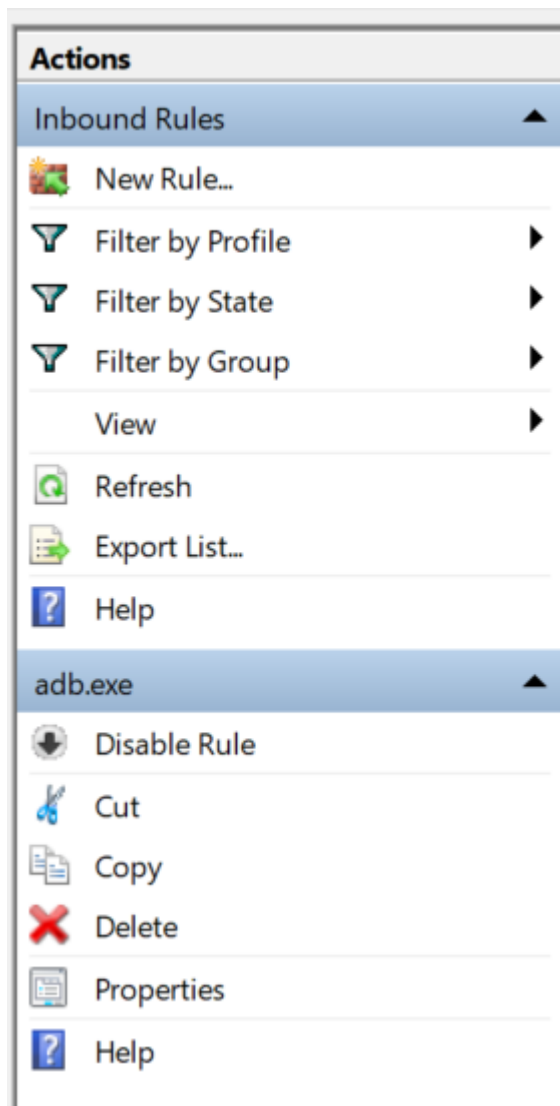 Actions
Inbound Rules
New Rule...
Filter by Profile
Filter by State
Filter by Group
View
Refresh
Export List...
Help
adb.exe
Disable Rule
Cut
Copy
Delete
Properties
Help